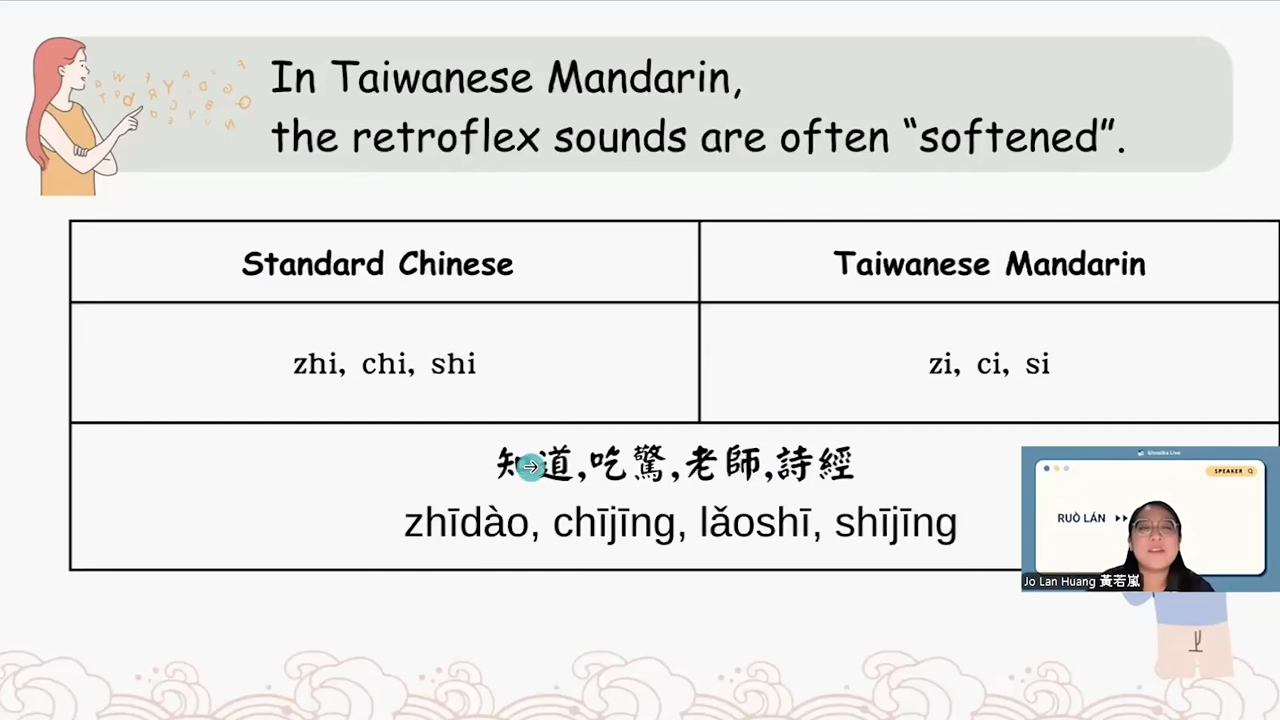 In Taiwanese Mandarin,
the retroflex sounds are often “softened”.
Standard Chinese
Taiwanese Mandarin
zhi, chi, shi
zi, ci, si
知道,吃驚,老師,詩經
zhīdào, chījīng, lǎoshī, shījīng
SPEAKER
RUÒ LÁN
Jo Lan Huang 黃若嵐